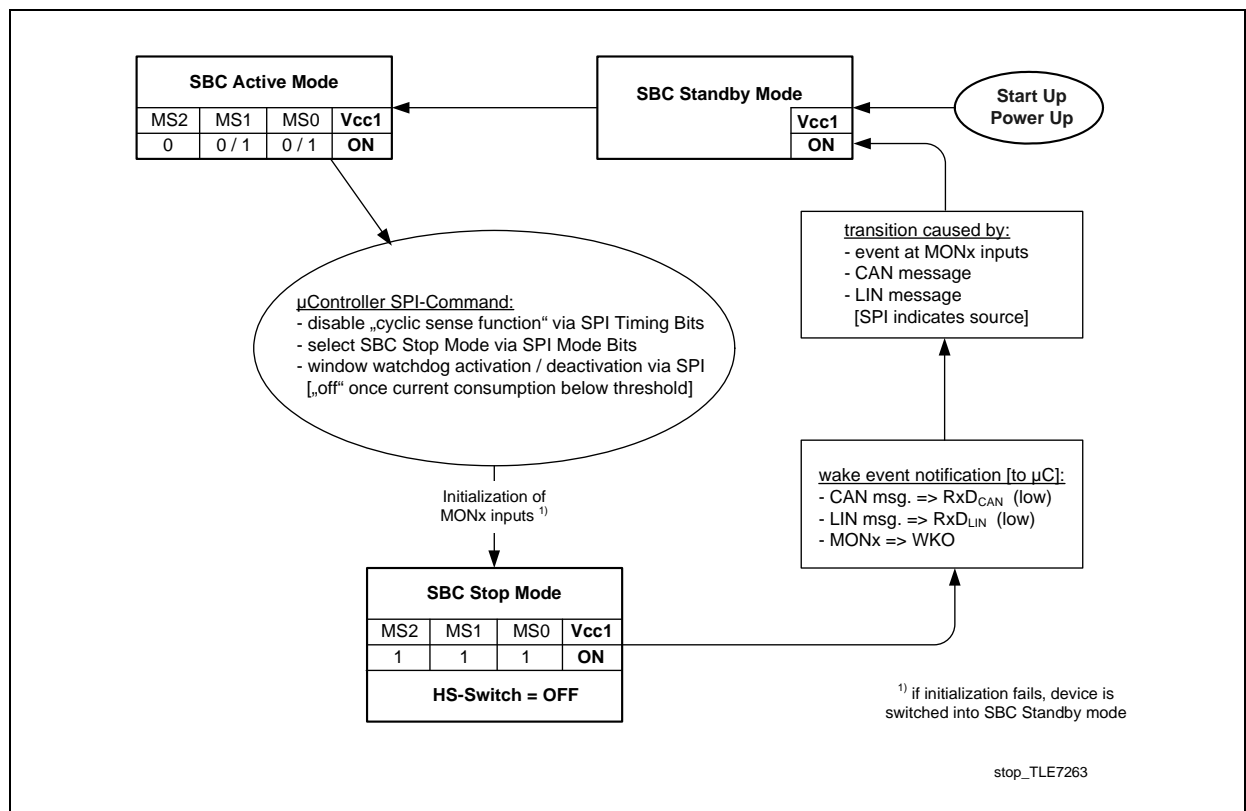 SBC Active Mode
MS2 MS1 MS0 Vcc1
0 0 / 1 0 / 1 ON
SBC Standby Mode
Vcc1
ON
Start Up
Power Up
transition caused by:
- event at MONx inputs
- CAN message
- LIN message
[SPI indicates source]
µController SPI-Command:
- disable „cyclic sense function“ via SPI Timing Bits
- select SBC Stop Mode via SPI Mode Bits
- window watchdog activation / deactivation via SPI
[„off“ once current consumption below threshold]
wake event notification [to µC]:
- CAN msg. => RxDCAN (low)
- LIN msg. => RxDLIN (low)
- MONx => WKO
Initialization of
MONx inputs 1)
SBC Stop Mode
MS2 MS1 MS0 Vcc1
1 1 1 ON
HS-Switch = OFF
1) if initialization fails, device is
switched into SBC Standby mode
stop_TLE7263